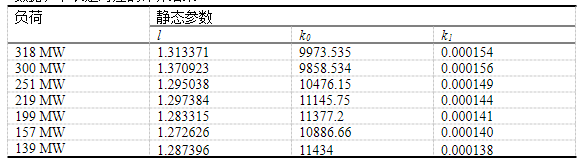 负荷 静态参数
l k0 k1
318 MW 1.313371 9973.535 0.000154
300 MW 1.370923 9858.534 0.000156
251 MW 1.295038 10476.15 0.000149
219 MW 1.297384 11145.75 0.000144
199 MW 1.283315 11377.2 0.000141
157 MW 1.272626 10886.66 0.000140
139 MW 1.287396 11434 0.000138